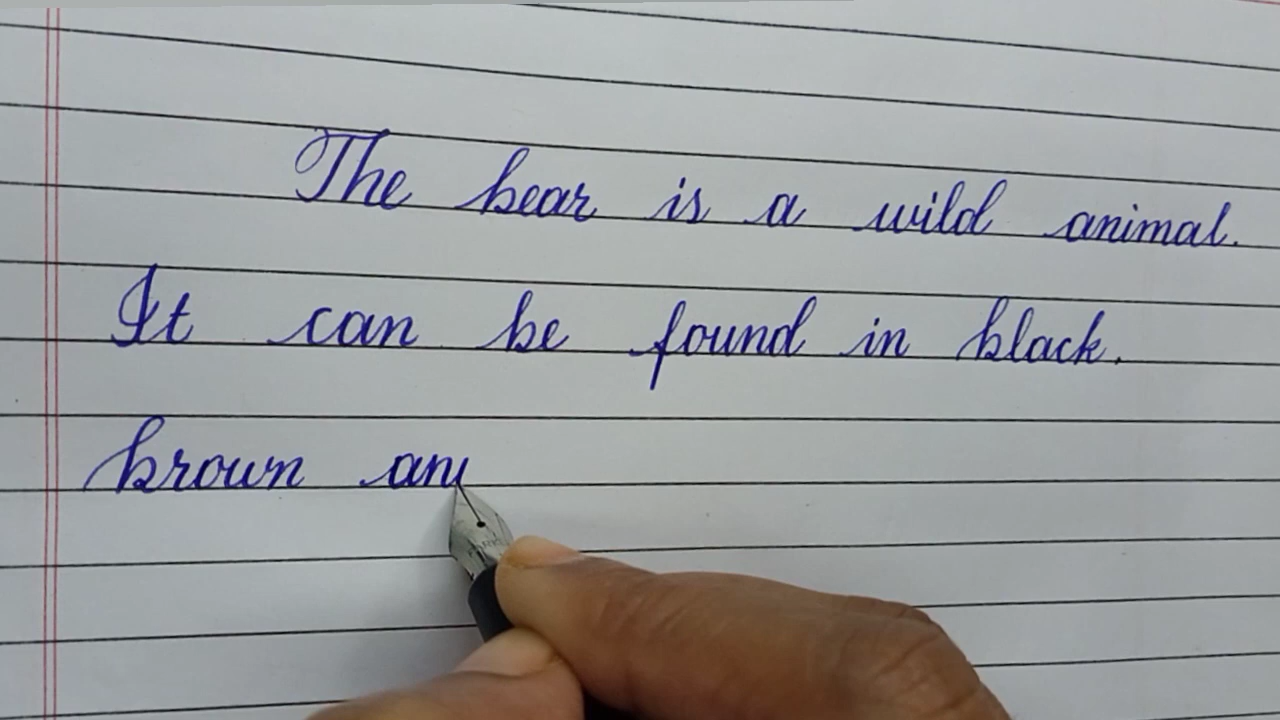 The bear is a wild animal.
It can be found in black.
brown an